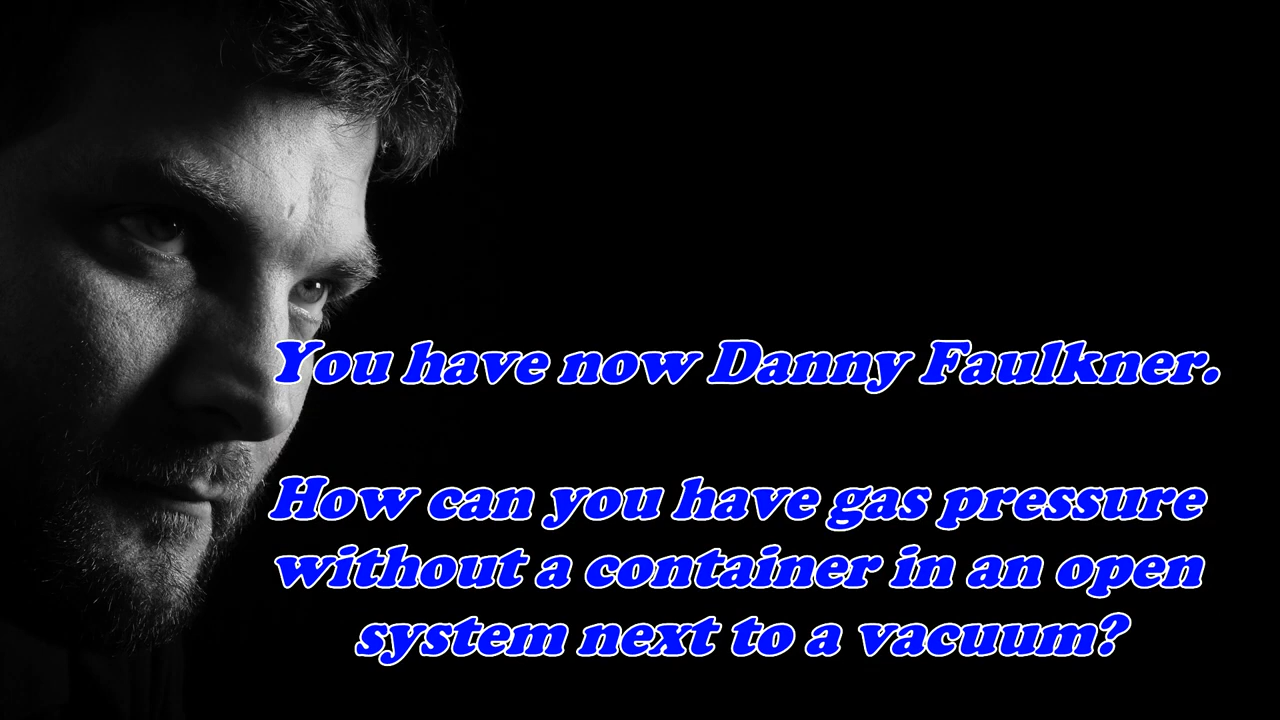 You have now Danny Faulkner.
How can you have gas pressure
without a container in an open
system next to a vacuum?